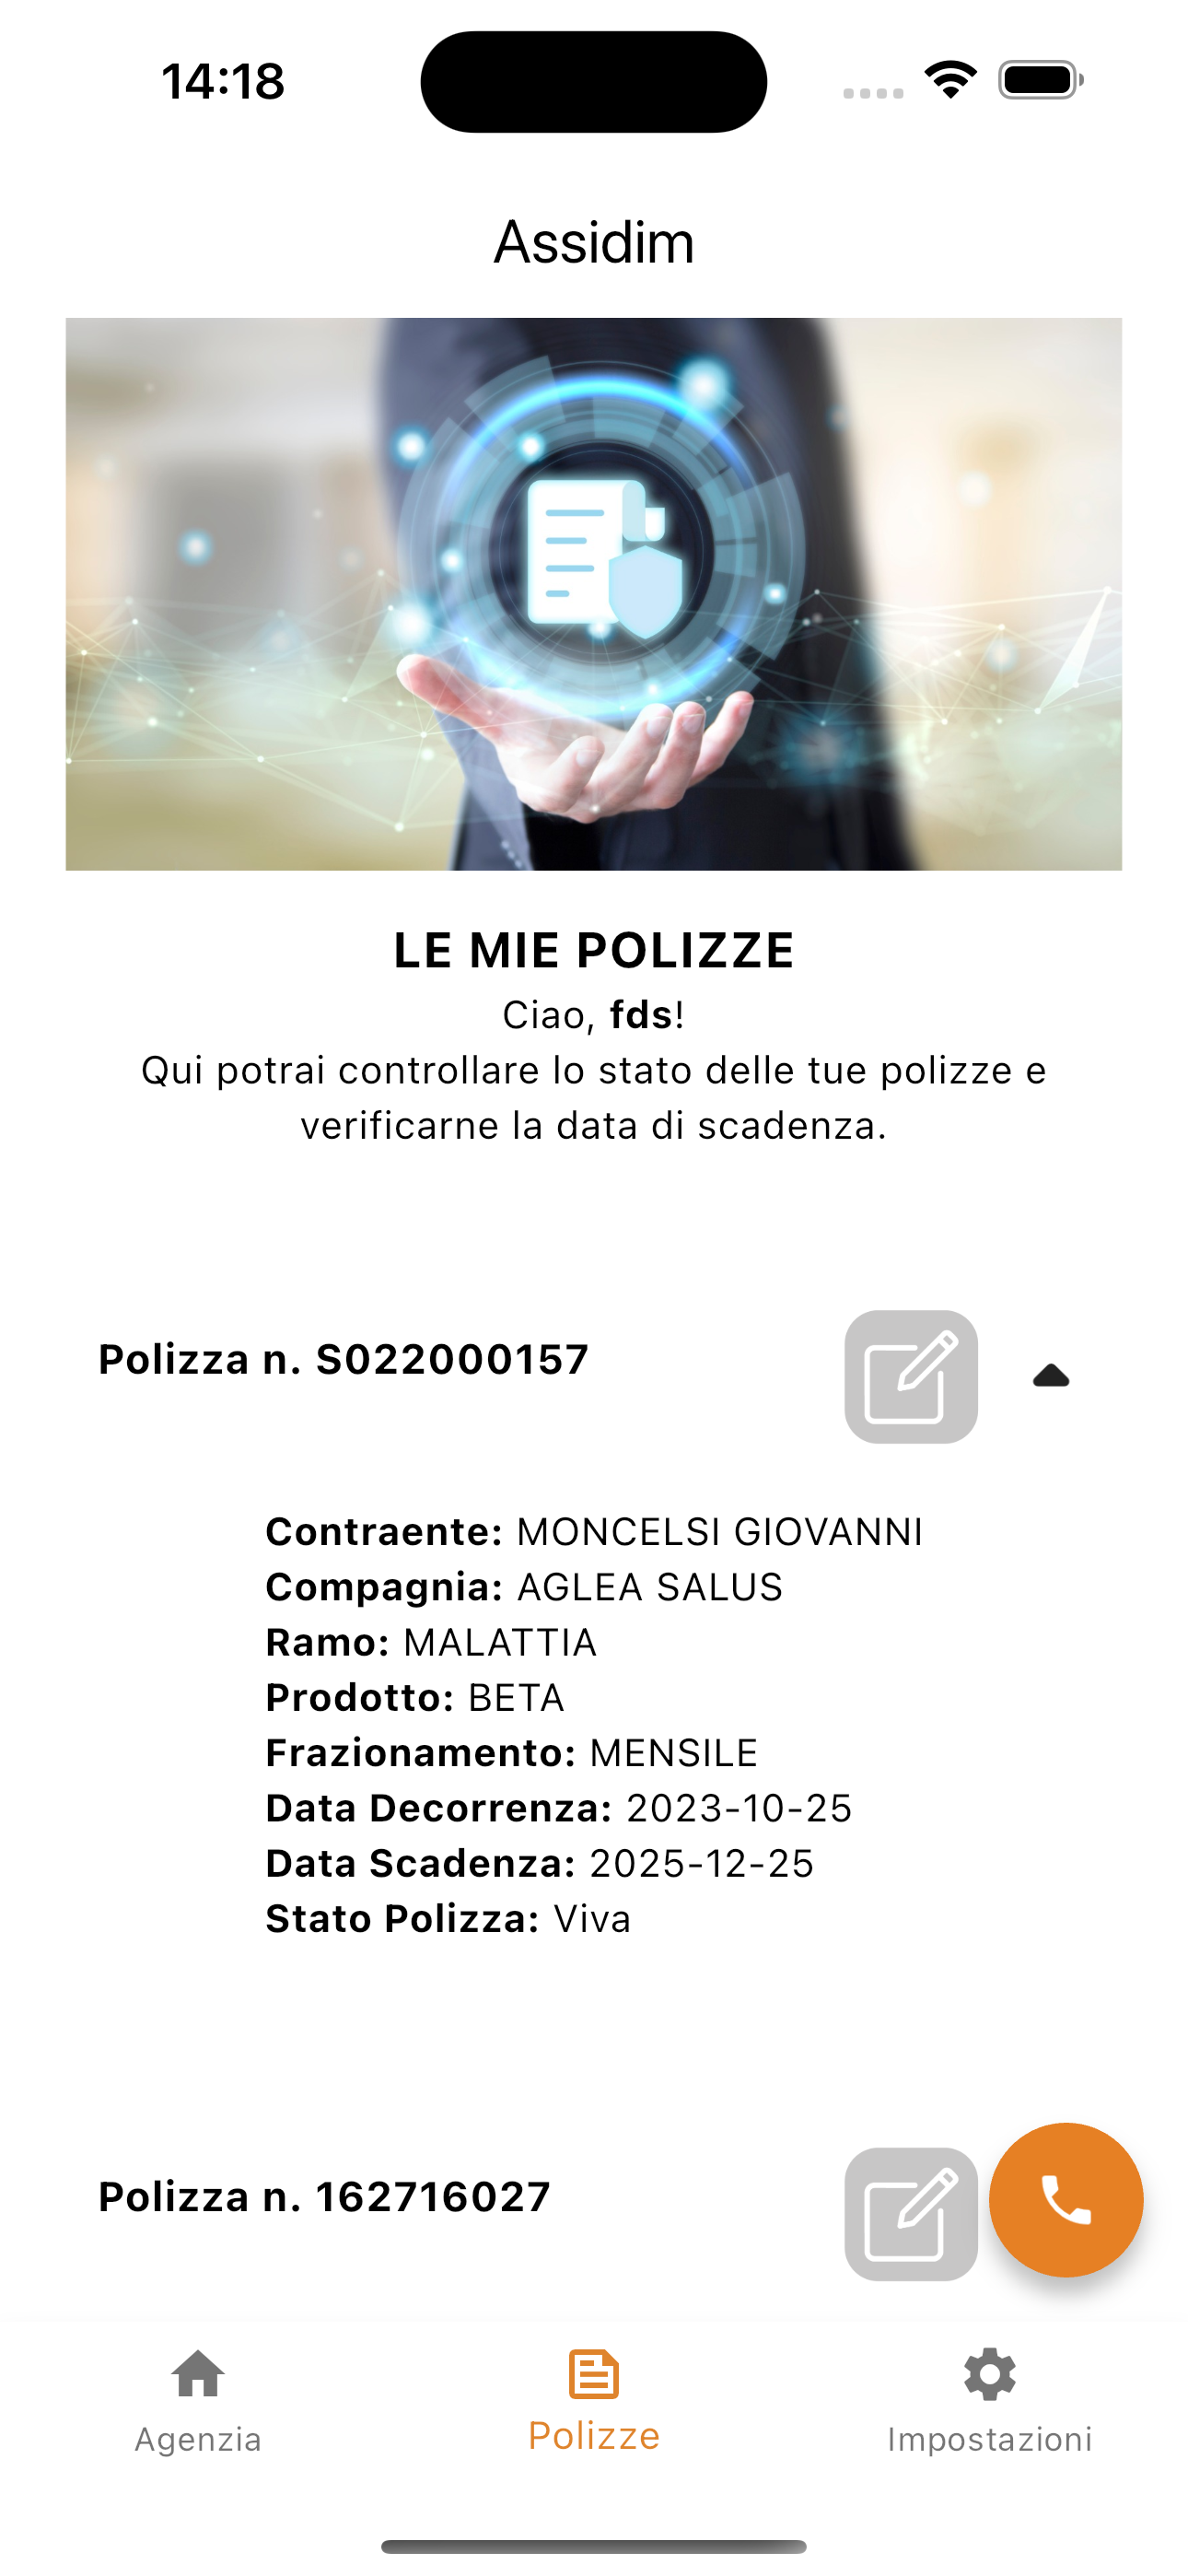 14:18
Assidim
LE MIE POLIZZE
Ciao, fds!
Qui potrai controllare lo stato delle tue polizze e
verificarne la data di scadenza.
Polizza n. S022000157
Contraente: MONCELSI GIOVANNI
Compagnia: AGLEA SALUS
Ramo: MALATTIA
Prodotto: BETA
Frazionamento: MENSILE
Data Decorrenza: 2023-10-25
Data Scadenza: 2025-12-25
Stato Polizza: Viva
Polizza n. 162716027
Agenzia
Polizze
Impostazioni